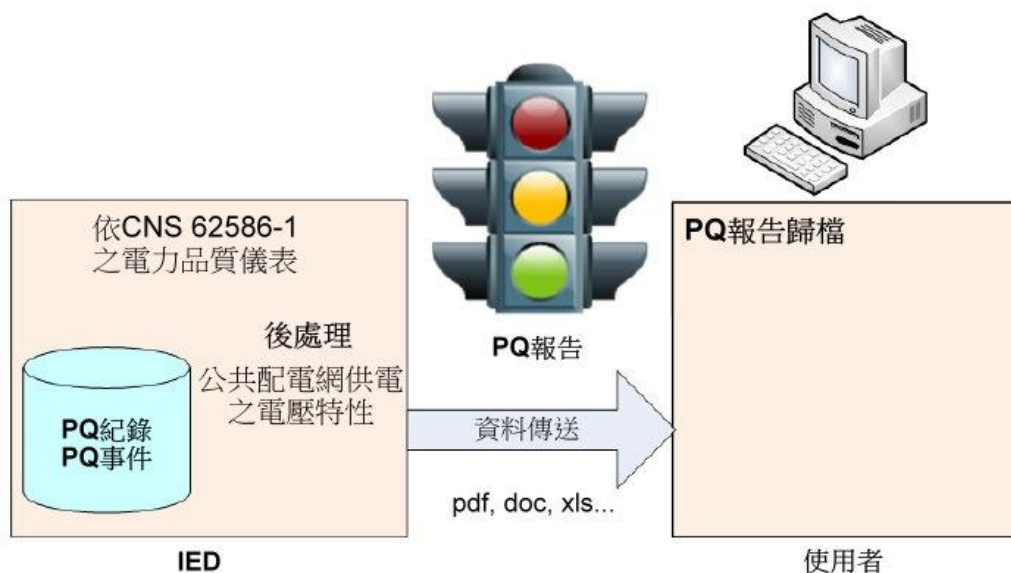 依CNS 62586-1
之電力品質儀表
後處理
公共配電網供電
之電壓特性
PQ紀錄
PQ事件
IED
PQ報告
資料傳送
pdf, doc, xls...
PQ報告歸檔
使用者